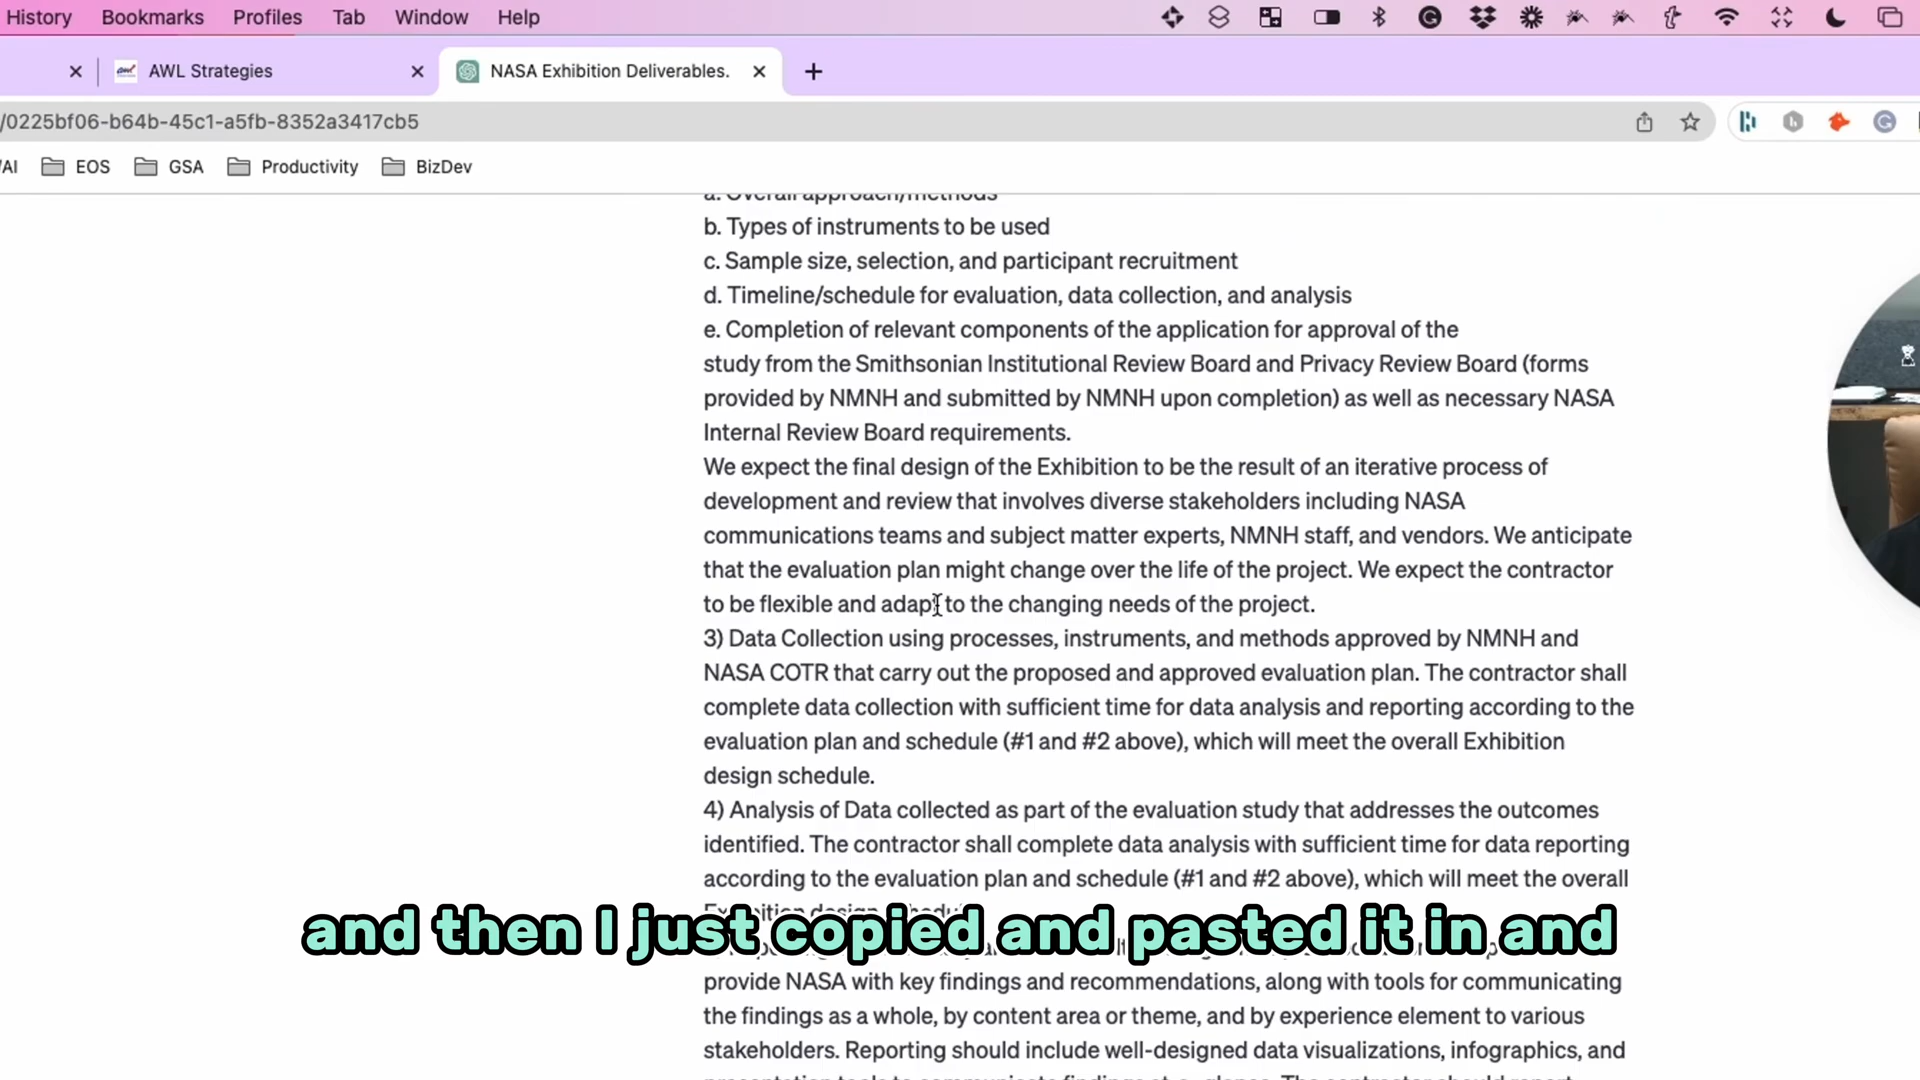 History Bookmarks Profiles Tab Window Help
AWL Strategies NASA Exhibition Deliverables.
/0225bf06-b64b-45c1-a5fb-8352a3417cb5
/AI EOS GSA Productivity BizDev
a. Overall approach/methods
b. Types of instruments to be used
c. Sample size, selection, and participant recruitment
d. Timeline/schedule for evaluation, data collection, and analysis
e. Completion of relevant components of the application for approval of the
study from the Smithsonian Institutional Review Board and Privacy Review Board (forms
provided by NMNH and submitted by NMNH upon completion) as well as necessary NASA
Internal Review Board requirements.
We expect the final design of the Exhibition to be the result of an iterative process of
development and review that involves diverse stakeholders including NASA
communications teams and subject matter experts, NMNH staff, and vendors. We anticipate
that the evaluation plan might change over the life of the project. We expect the contractor
to be flexible and adapt to the changing needs of the project.
3) Data Collection using processes, instruments, and methods approved by NMNH and
NASA COTR that carry out the proposed and approved evaluation plan. The contractor shall
complete data collection with sufficient time for data analysis and reporting according to the
evaluation plan and schedule (#1 and #2 above), which will meet the overall Exhibition
design schedule.
4) Analysis of Data collected as part of the evaluation study that addresses the outcomes
identified. The contractor shall complete data analysis with sufficient time for data reporting
according to the evaluation plan and schedule (#1 and #2 above), which will meet the overall
and then I just copied and pasted it in and
provide NASA with key findings and recommendations, along with tools for communicating
the findings as a whole, by content area or theme, and by experience element to various
stakeholders. Reporting should include well-designed data visualizations, infographics, and